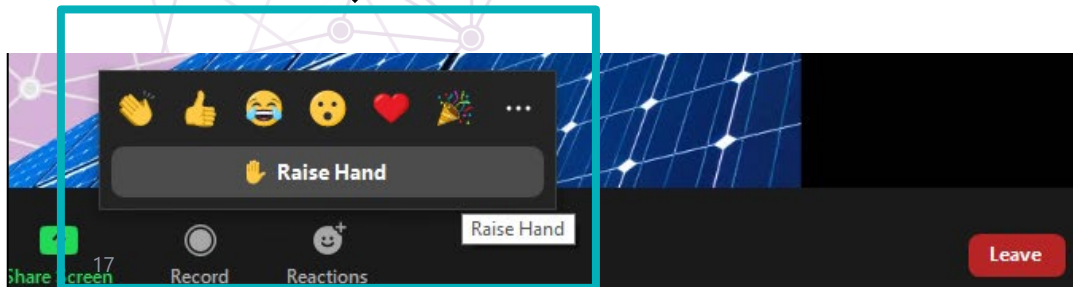 Raise Hand
Raise Hand
Share Screen
17
Record
Reactions
Leave